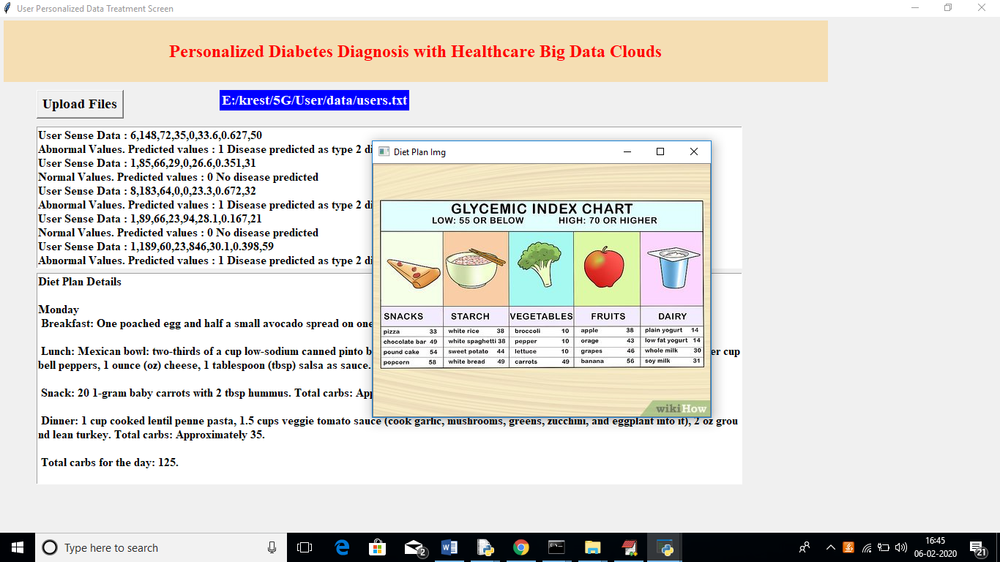 User Personalized Data Treatment Screen
Personalized Diabetes Diagnosis with Healthcare Big Data Clouds
Upload Files
E:/krest/5G/User/data/users.txt
User Sense Data : 6,148,72,35,0,33.6,0.627,50
Abnormal Values. Predicted values : 1 Disease predicted as type 2 di
User Sense Data : 1,85,66,29,0,26.6,0.351,31
Normal Values. Predicted values : 0 No disease predicted
User Sense Data : 8,183,64,0,0,23.3,0.672,32
Abnormal Values. Predicted values : 1 Disease predicted as type 2 di
User Sense Data : 1,89,66,23,94,28.1,0.167,21
Normal Values. Predicted values : 0 No disease predicted
User Sense Data : 1,189,60,23,846,30.1,0.398,59
Abnormal Values. Predicted values : 1 Disease predicted as type 2 di
Diet Plan Details
Monday
Breakfast: One poached egg and half a small avocado spread on one
Lunch: Mexican bowl: two-thirds of a cup low-sodium canned pinto b er cup
bell peppers, 1 ounce (oz) cheese, 1 tablespoon (tbsp) salsa as sauce.
Snack: 20 1-gram baby carrots with 2 tbsp hummus. Total carbs: Ap
Dinner: 1 cup cooked lentil penne pasta, 1.5 cups veggie tomato sauce (cook garlic, mushrooms, greens, zucchini, and eggplant into it), 2 oz grou
nd lean turkey. Total carbs: Approximately 35.
Total carbs for the day: 125.
Diet Plan Img
GLYCEMIC INDEX CHART
LOW: 55 OR BELOW HIGH: 70 OR HIGHER
SNACKS STARCH VEGETABLES FRUITS DAIRY
pizza 33 white rice 38 broccoli 10 apple 38 plain yogurt 14
chocolate bar 49 white spaghetti 38 pepper 10 orage 43 low fat yogurt 14
pound cake 54 sweet potato 44 lettuce 10 grapes 46 whole milk 30
popcorn 58 white bread 49 carrots 49 banana 56 soy milk 31
wikiHow
Type here to search
2
16:45
06-02-2020
21